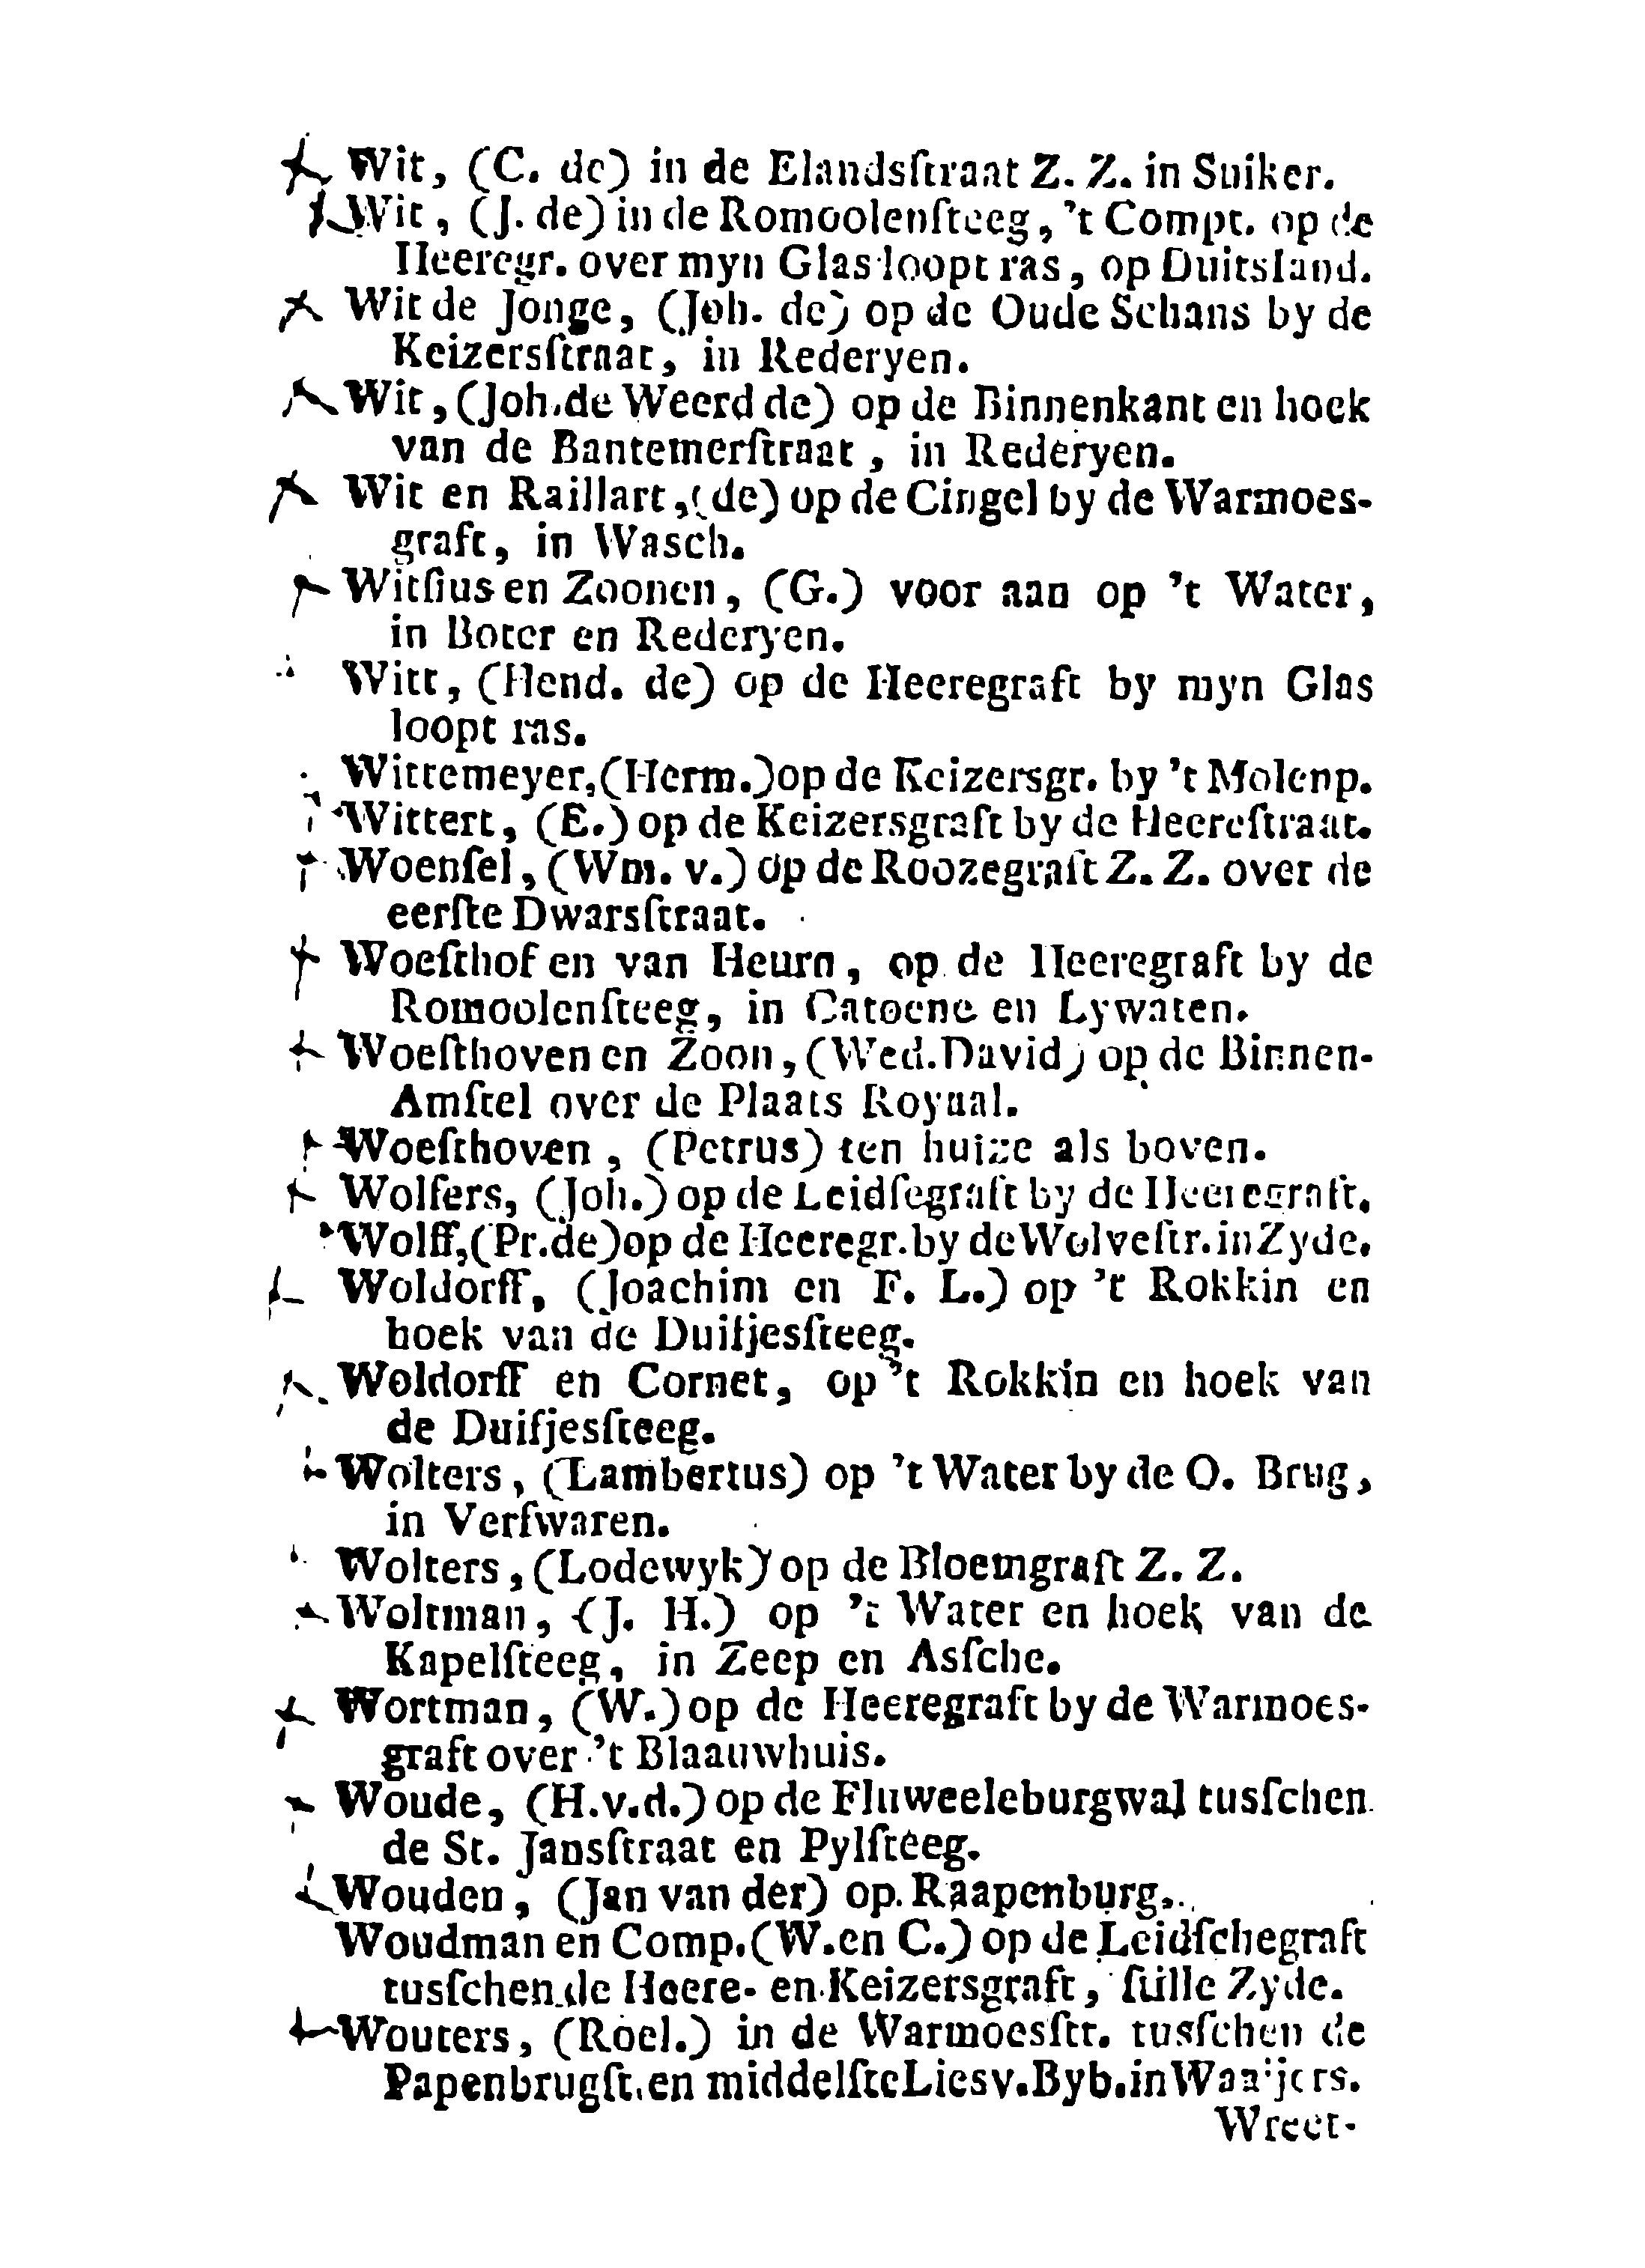 Wit, (C. de) in de Elandsſtraat Z. Z. in Suiker.
Wit, (J. de) in de Romoolenſteeg, 't Compt. op de
Heeregr. over myn Glas loopt ras, op Duitsland.
Wit de Jonge, (Joh. de) op de Oude Schans by de
Keizersſtraat, in Rederyen.
Wit, (Joh. de Weerd de) op de Binnenkant en hoek
van de Bantemerſtraat, in Rederyen.
Wit en Raillart, (de) op de Cingel by de Warmoes-
graft, in Wasch.
Witſius en Zoonen, (G.) voor aan op 't Water,
in Boter en Rederyen.
Witt, (Hend. de) op de Heeregraft by myn Glas
loopt ras.
Wittemeyer, (Herm.) op de Keizersgr. by 't Molenp.
Wittert, (E.) op de Keizersgraft by de Heereſtraat.
Woenſel, (Wm. v.) op de Roozegraft Z. Z. over de
eerſte Dwarsſtraat.
Woeſthof en van Heurn, op de Heeregraft by de
Romoolenſteeg, in Catoene en Lywaten.
Woeſthoven en Zoon, (Wed. David) op de Binnen-
Amſtel over de Plaats Royaal.
Woeſthoven, (Petrus) ten huize als boven.
Wolfers, (Joh.) op de Leidſegraft by de Heeregraft.
Wolff, (Pr. de) op de Heeregr. by de Wolveſtr. in Zyde.
Woldorff, (Joachim en F. L.) op 't Rokkin en
hoek van de Duifjesſteeg.
Woldorff en Cornet, op 't Rokkin en hoek van
de Duifjesſteeg.
Wolters, (Lambertus) op 't Water by de O. Brug,
in Verfwaren.
Wolters, (Lodewyk) op de Bloemgraft Z. Z.
Woltman, (J. H.) op 't Water en hoek van de
Kapelſteeg, in Zeep en Asſche.
Wortman, (W.) op de Heeregraft by de Warmoes-
graft over 't Blaauwhuis.
Woude, (H. v. d.) op de Fluweeleburgwal tusſchen
de St. Jansſtraat en Pylſteeg.
Wouden, (Jan van der) op Raapenburg.
Woudman en Comp. (W. en C.) op de Leidſchegraft
tusſchen de Heere- en Keizersgraft, ſtille Zyde.
Wouters, (Roel.) in de Warmoesſtr. tusſchen de
Papenbrugſt. en middelſte Liesv. Byb. in Waaijers.
Wreet-